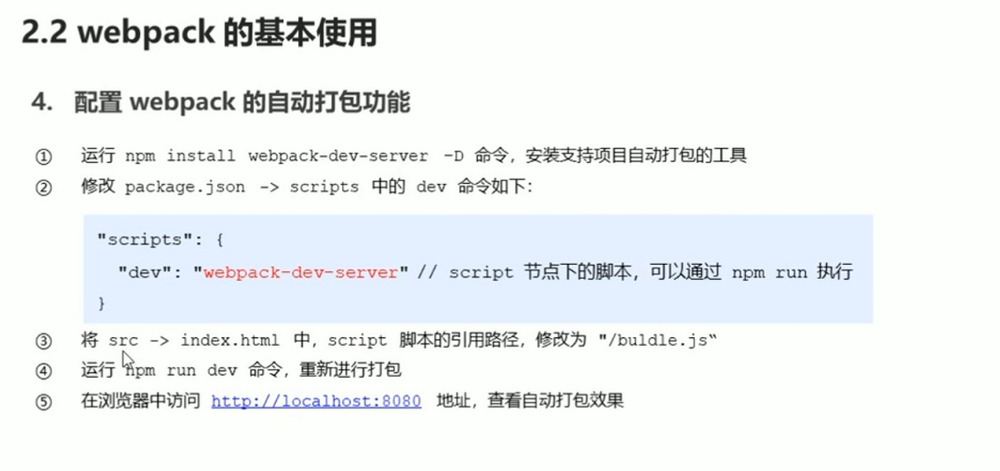 2.2 webpack 的基本使用
4. 配置 webpack 的自动打包功能
① 运行 npm install webpack-dev-server -D 命令，安装支持项目自动打包的工具
② 修改 package.json -> scripts 中的 dev 命令如下：
"scripts": {
"dev": "webpack-dev-server" // script 节点下的脚本，可以通过 npm run 执行
}
③ 将 src -> index.html 中，script 脚本的引用路径，修改为 "/buldle.js“
④ 运行 npm run dev 命令，重新进行打包
⑤ 在浏览器中访问 http://localhost:8080 地址，查看自动打包效果